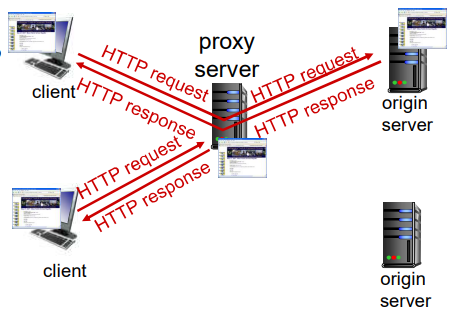 proxy
server
HTTP request
HTTP request
client
HTTP response
HTTP response
origin
server
HTTP request
HTTP response
client
origin
server